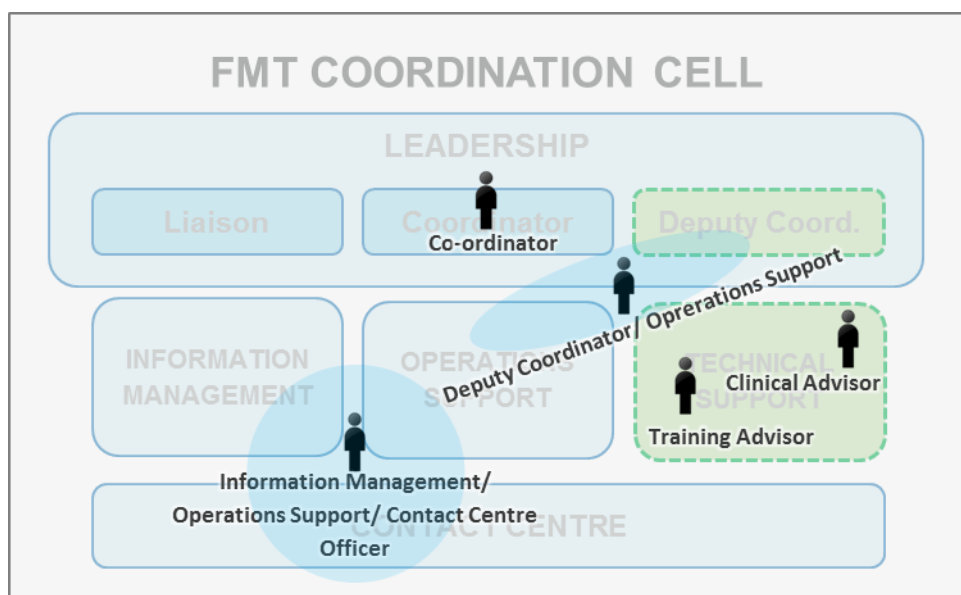 FMT COORDINATION CELL
LEADERSHIP
Liaison
Coordinator
Deputy Coord.
Co-ordinator
Deputy Coordinator/ Oprerations Support
INFORMATION
MANAGEMENT
OPERATIONS
SUPPORT
TECHNICAL
SUPPORT
Clinical Advisor
Training Advisor
Information Management/
Operations Support/ Contact Centre
Officer
CONTACT CENTRE